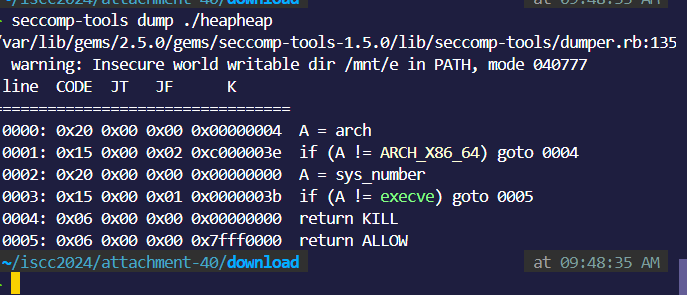 seccomp-tools dump ./heapheap
/var/lib/gems/2.5.0/gems/seccomp-tools-1.5.0/lib/seccomp-tools/dumper.rb:135
warning: Insecure world writable dir /mnt/e in PATH, mode 040777
line  CODE  JT   JF      K
=================================
0000: 0x20 0x00 0x00 0x00000004  A = arch
0001: 0x15 0x00 0x02 0xc000003e  if (A != ARCH_X86_64) goto 0004
0002: 0x20 0x00 0x00 0x00000000  A = sys_number
0003: 0x15 0x00 0x01 0x0000003b  if (A != execve) goto 0005
0004: 0x06 0x00 0x00 0x00000000  return KILL
0005: 0x06 0x00 0x00 0x7fff0000  return ALLOW
~/iscc2024/attachment-40/download at 09:48:35 AM